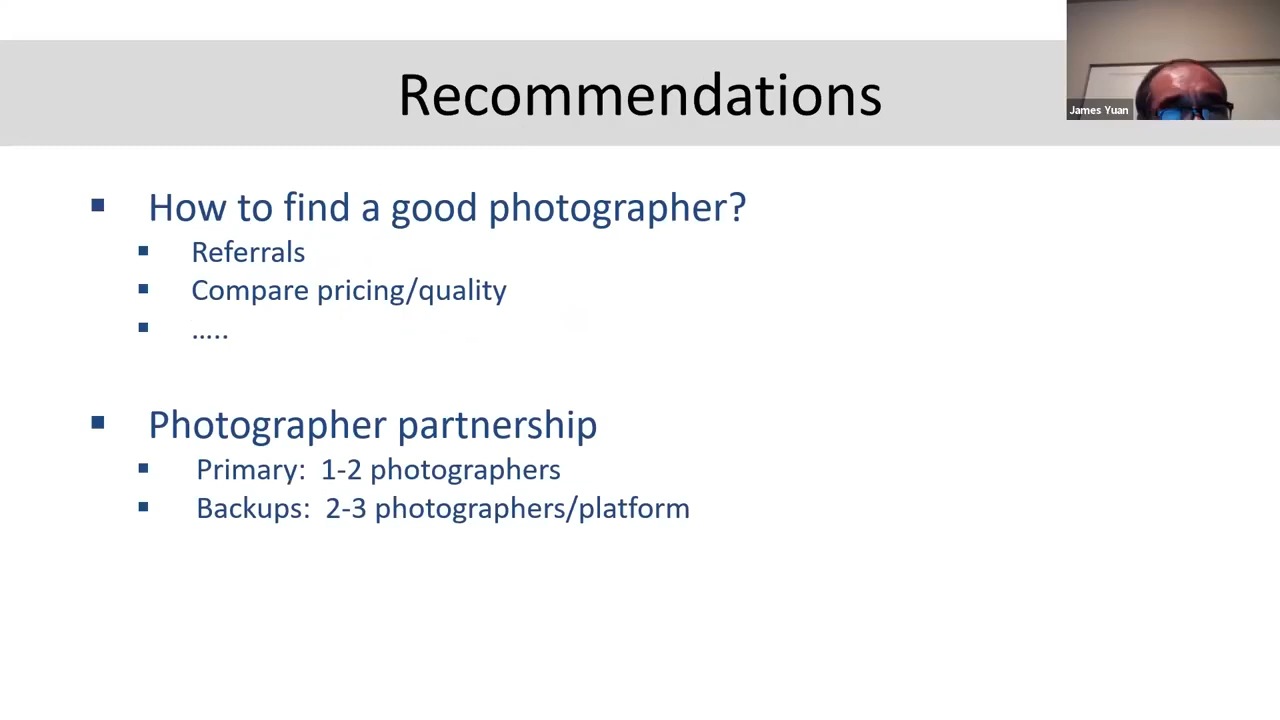 Recommendations
James Yuan
▪ How to find a good photographer?
▪ Referrals
▪ Compare pricing/quality
▪ .....
▪ Photographer partnership
▪ Primary: 1-2 photographers
▪ Backups: 2-3 photographers/platform